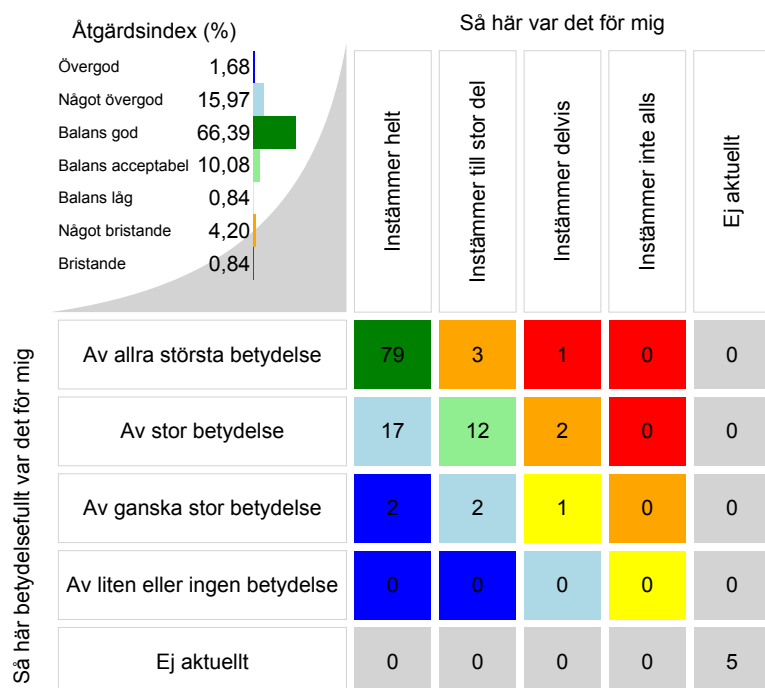 Åtgärdsindex (%)
Övergod 1,68
Något övergod 15,97
Balans god 66,39
Balans acceptabel 10,08
Balans låg 0,84
Något bristande 4,20
Bristande 0,84
Så här var det för mig
Instämmer helt
Instämmer till stor del
Instämmer delvis
Instämmer inte alls
Ej aktuellt
Så här betydelsefullt var det för mig
Av allra största betydelse 79 3 1 0 0
Av stor betydelse 17 12 2 0 0
Av ganska stor betydelse 2 2 1 0 0
Av liten eller ingen betydelse 0 0 0 0 0
Ej aktuellt 0 0 0 0 5